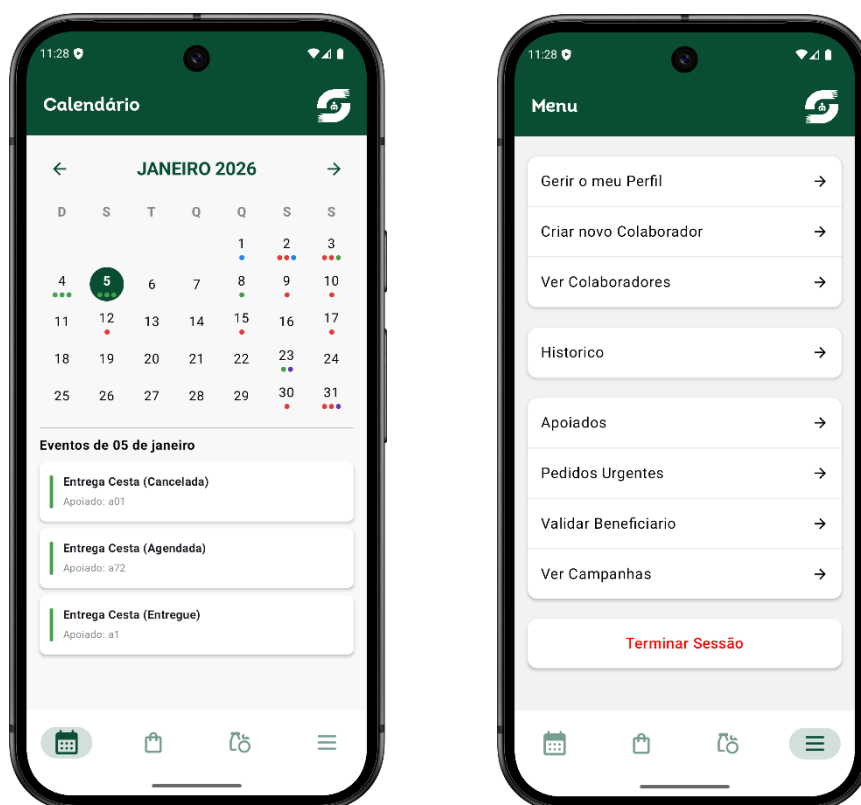 11:28
Calendário
JANEIRO 2026
D S T Q Q S S
1 2 3
4 5 6 7 8 9 10
11 12 13 14 15 16 17
18 19 20 21 22 23 24
25 26 27 28 29 30 31
Eventos de 05 de janeiro
Entrega Cesta (Cancelada)
Apoiado: a01
Entrega Cesta (Agendada)
Apoiado: a72
Entrega Cesta (Entregue)
Apoiado: a1
11:28
Menu
Gerir o meu Perfil
Criar novo Colaborador
Ver Colaboradores
Historico
Apoiados
Pedidos Urgentes
Validar Beneficiario
Ver Campanhas
Terminar Sessão